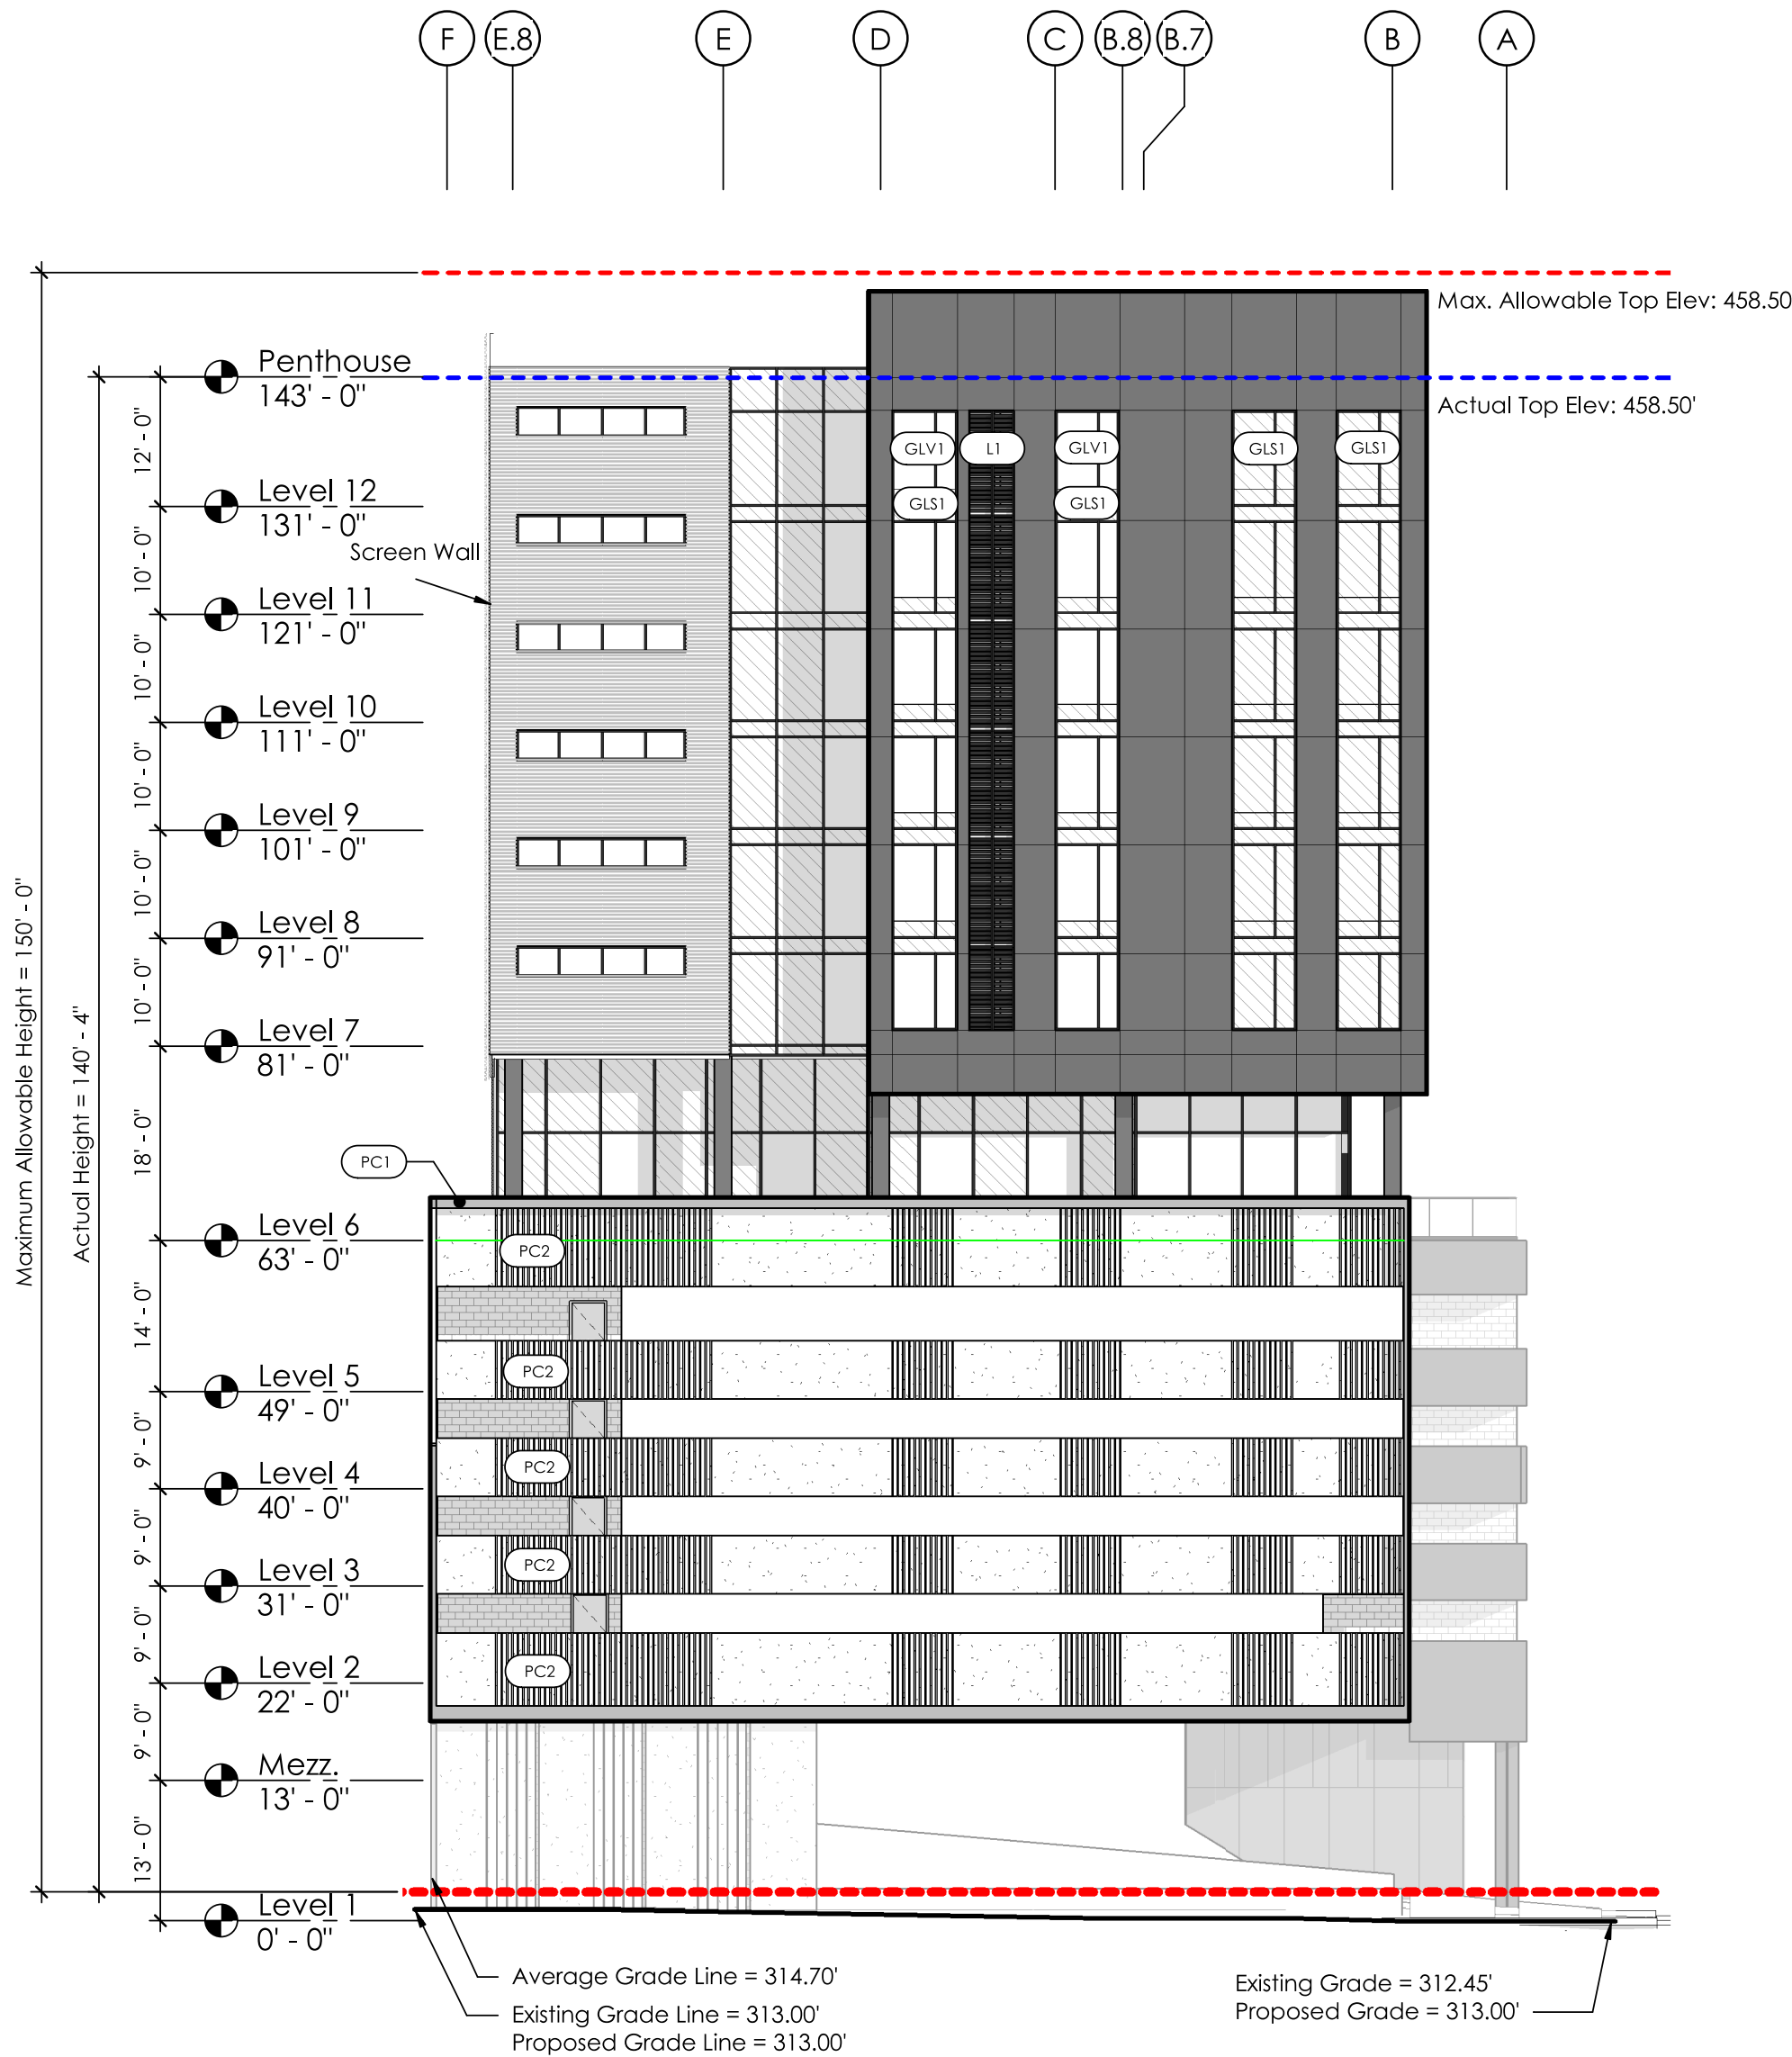 F
E.8
E
D
C
B.8
B.7
B
A
Max. Allowable Top Elev: 458.50
Penthouse
143' - 0"
Actual Top Elev: 458.50'
12' - 0"
GLV1
L1
GLV1
GLS1
GLS1
Level 12
131' - 0"
GLS1
GLS1
Screen Wall
10' - 0"
Level 11
121' - 0"
10' - 0"
Level 10
111' - 0"
10' - 0"
Level 9
101' - 0"
10' - 0"
Level 8
91' - 0"
10' - 0"
Level 7
81' - 0"
Maximum Allowable Height = 150' - 0"
Actual Height = 140' - 4"
18' - 0"
PC1
Level 6
63' - 0"
PC2
14' - 0"
Level 5
49' - 0"
PC2
9' - 0"
Level 4
40' - 0"
PC2
9' - 0"
Level 3
31' - 0"
PC2
9' - 0"
Level 2
22' - 0"
PC2
9' - 0"
Mezz.
13' - 0"
13' - 0"
Level 1
0' - 0"
Average Grade Line = 314.70'
Existing Grade Line = 313.00'
Proposed Grade Line = 313.00'
Existing Grade = 312.45'
Proposed Grade = 313.00'